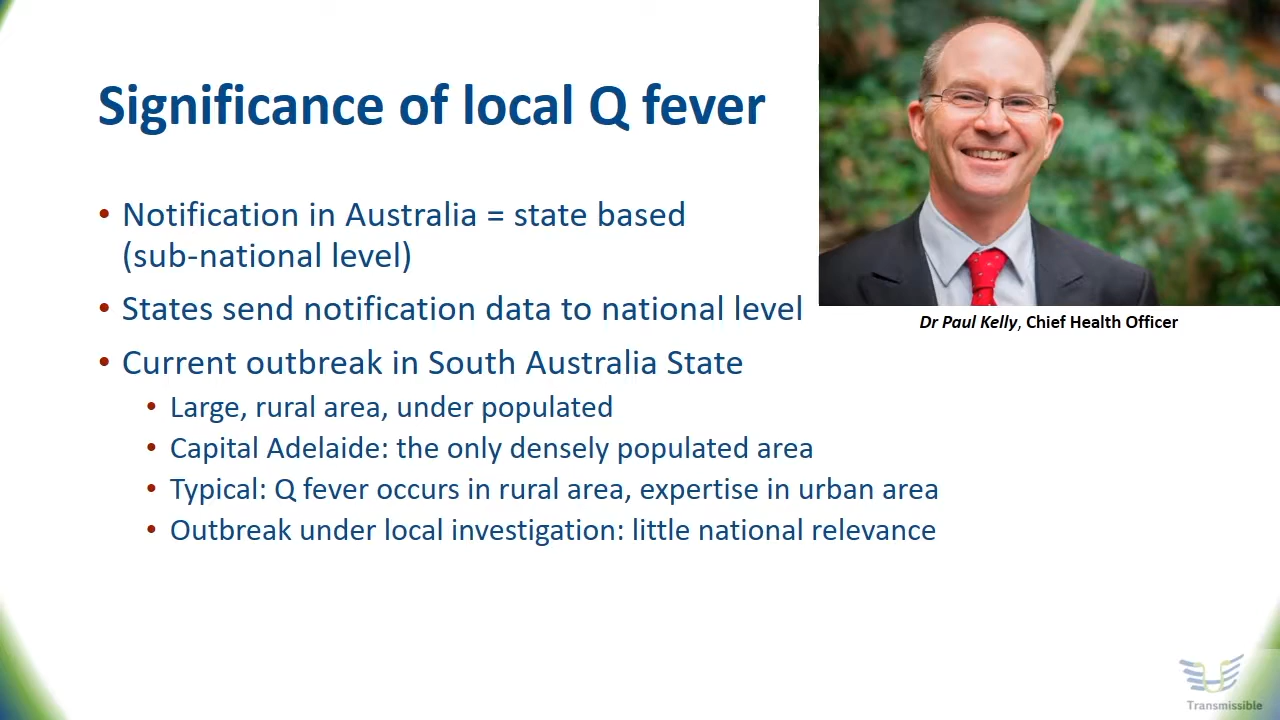 Significance of local Q fever
• Notification in Australia = state based
(sub-national level)
• States send notification data to national level
• Current outbreak in South Australia State
• Large, rural area, under populated
• Capital Adelaide: the only densely populated area
• Typical: Q fever occurs in rural area, expertise in urban area
• Outbreak under local investigation: little national relevance
Dr Paul Kelly, Chief Health Officer
Transmissible